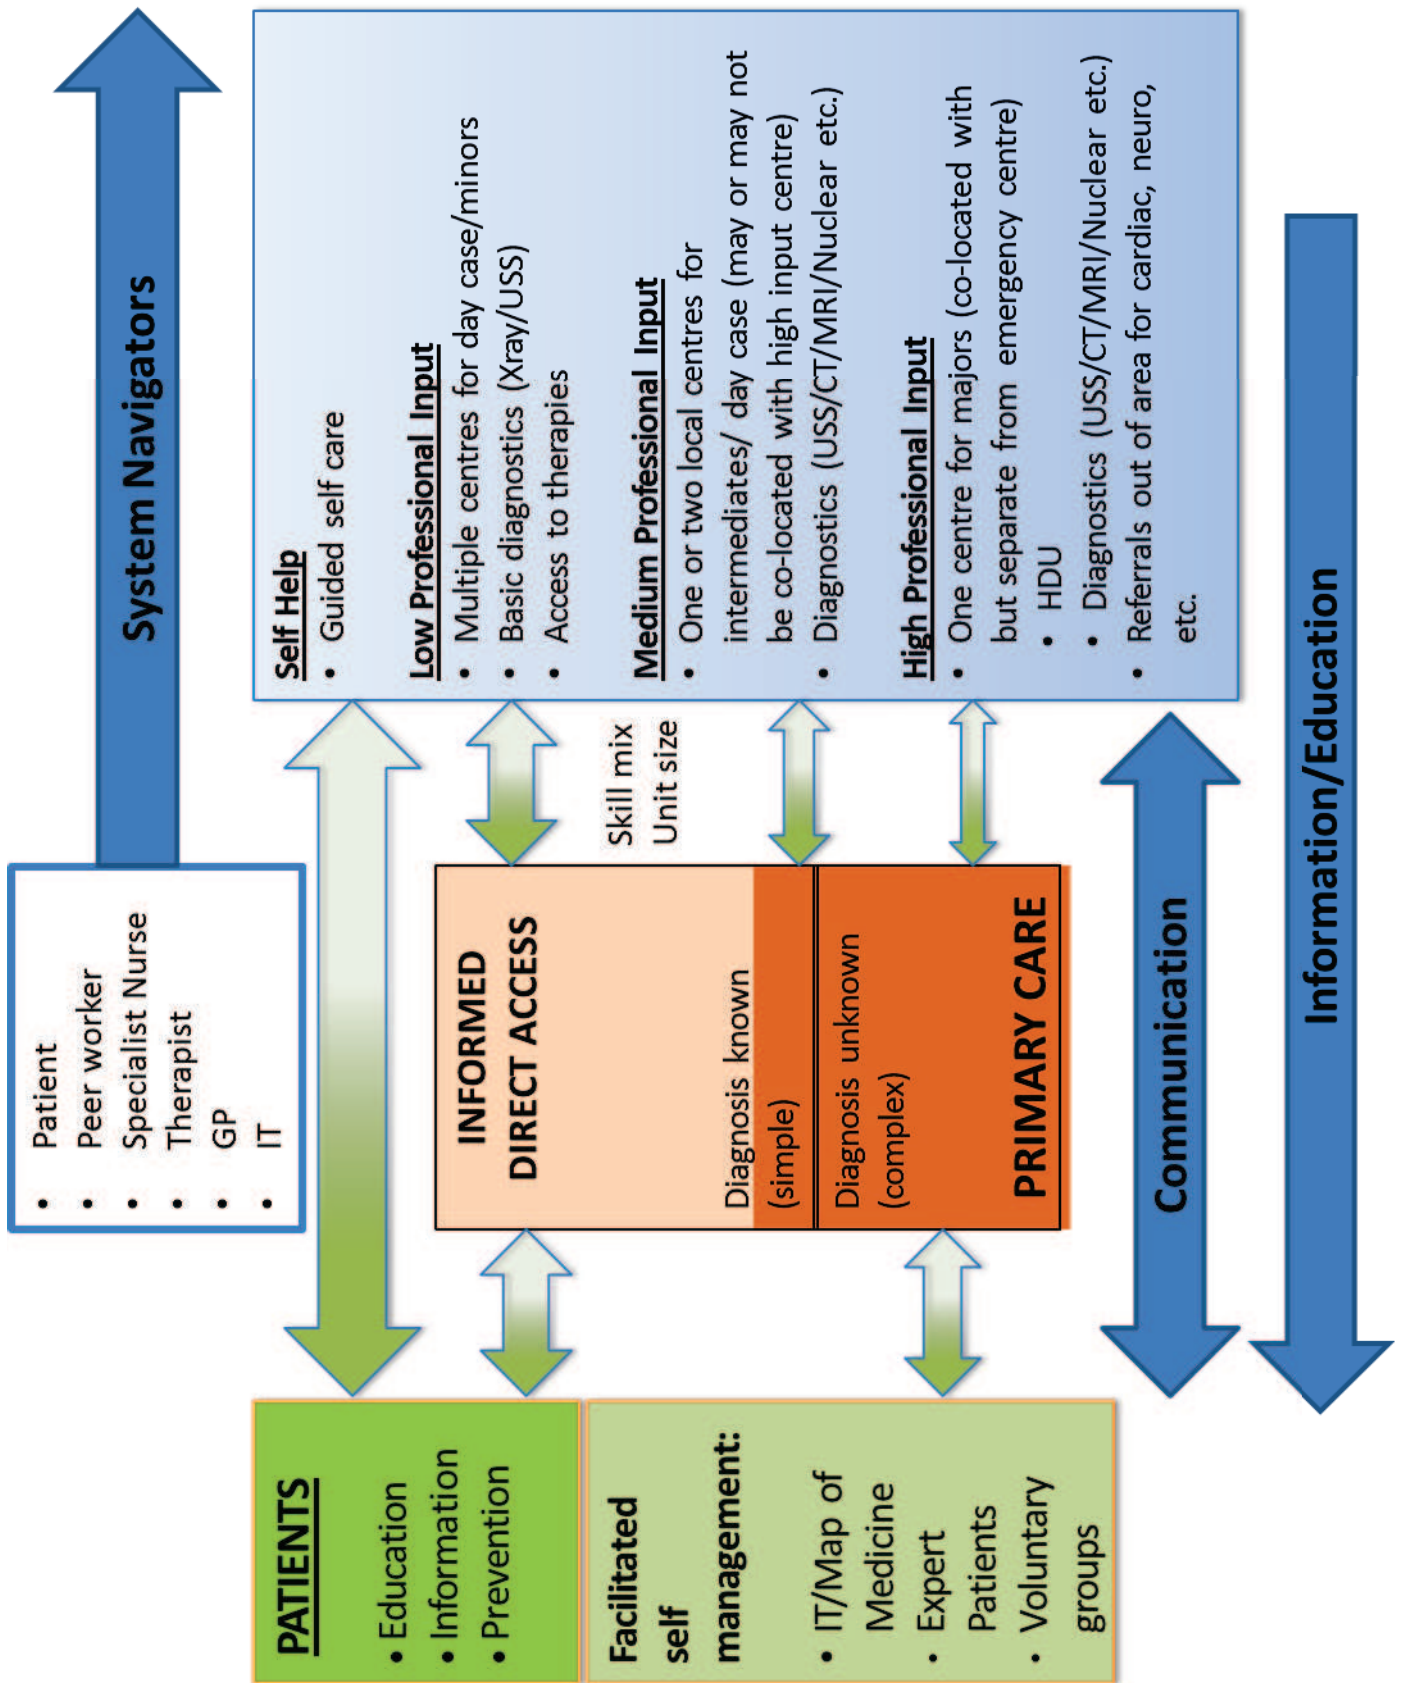 • Patient
• Peer worker
• Specialist Nurse
• Therapist
• GP
• IT
System Navigators
PATIENTS
• Education
• Information
• Prevention
Facilitated
self
management:
• IT/Map of
Medicine
• Expert
Patients
• Voluntary
groups
INFORMED
DIRECT ACCESS
Diagnosis known
(simple)
Diagnosis unknown
(complex)
PRIMARY CARE
Skill mix
Unit size
Self Help
• Guided self care
Low Professional Input
• Multiple centres for day case/minors
• Basic diagnostics (Xray/USS)
• Access to therapies
Medium Professional Input
• One or two local centres for
intermediates/ day case (may or may not
be co-located with high input centre)
• Diagnostics (USS/CT/MRI/Nuclear etc.)
High Professional Input
• One centre for majors (co-located with
but separate from emergency centre)
• HDU
• Diagnostics (USS/CT/MRI/Nuclear etc.)
• Referrals out of area for cardiac, neuro,
etc.
Communication
Information/Education